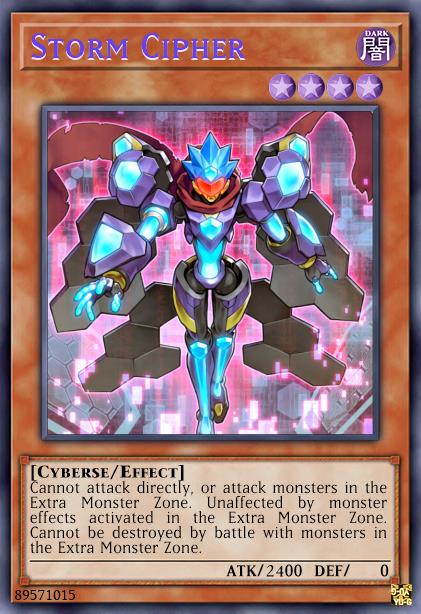 Storm Cipher
DARK
闇
[Cyberse/Effect]
Cannot attack directly, or attack monsters in the
Extra Monster Zone. Unaffected by monster
effects activated in the Extra Monster Zone.
Cannot be destroyed by battle with monsters in
the Extra Monster Zone.
ATK/2400 DEF/ 0
89571015